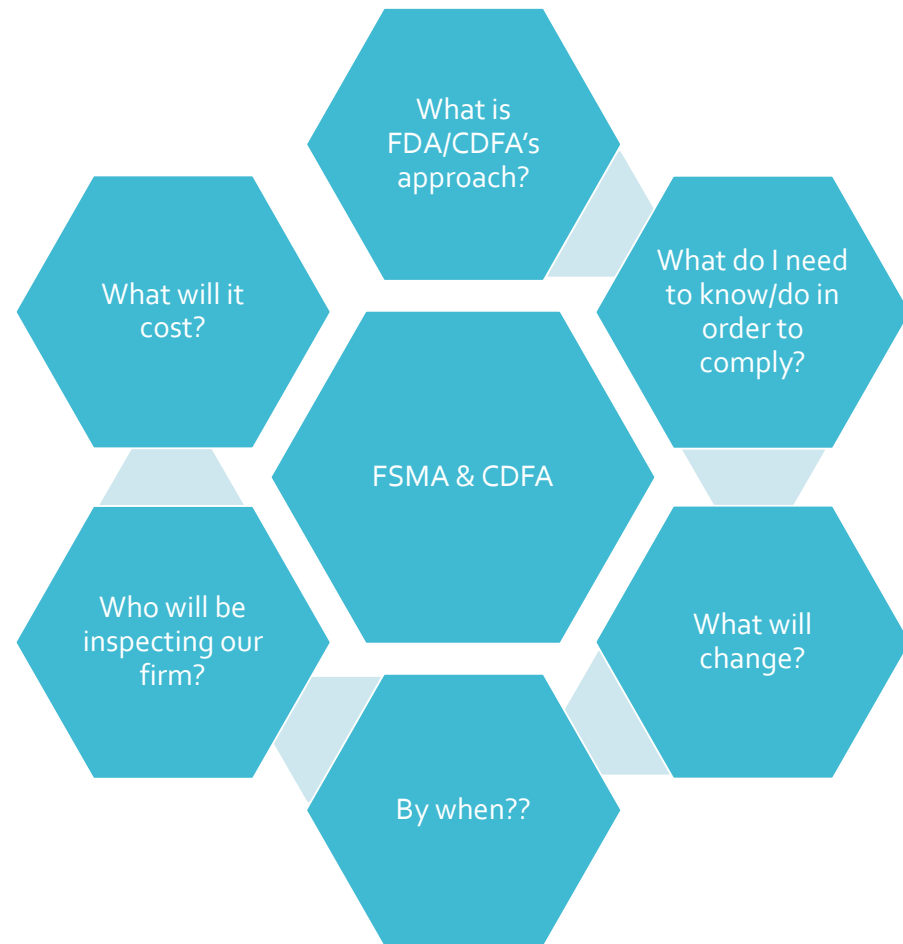 What is
FDA/CDFA's
approach?
What do I need
to know/do in
order to
comply?
What will
change?
By when??
Who will be
inspecting our
firm?
What will it
cost?
FSMA & CDFA